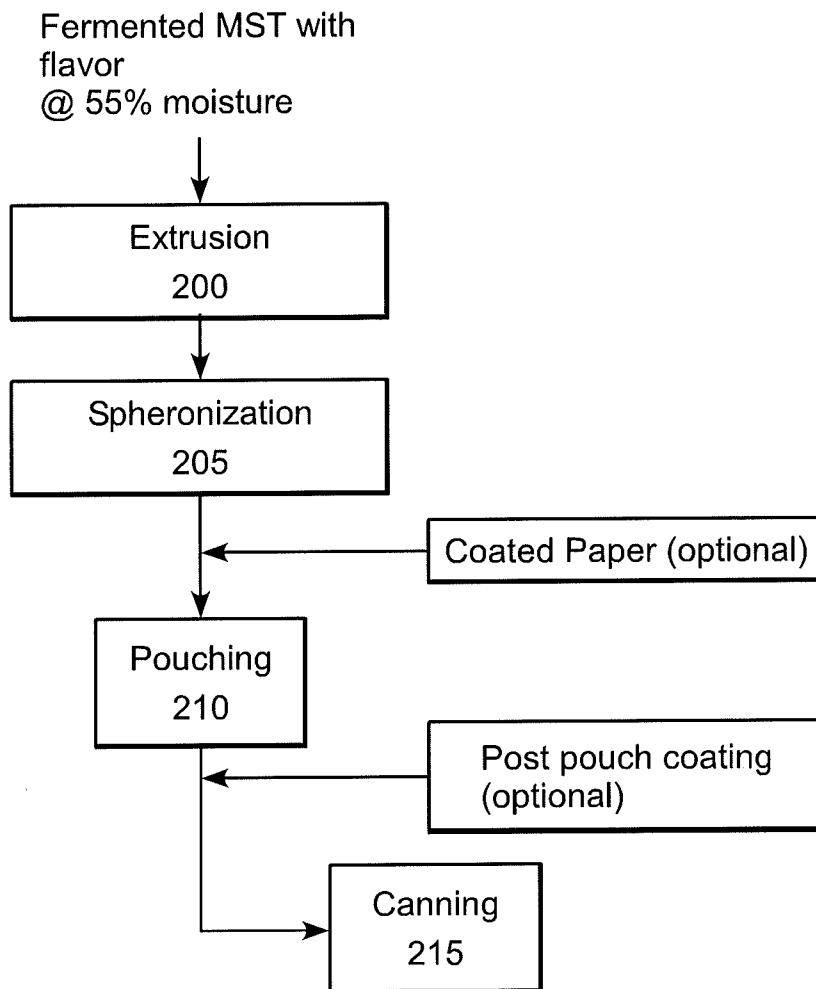 Fermented MST with
flavor
@ 55% moisture
Extrusion
200
Spheronization
205
Coated Paper (optional)
Pouching
210
Post pouch coating
(optional)
Canning
215